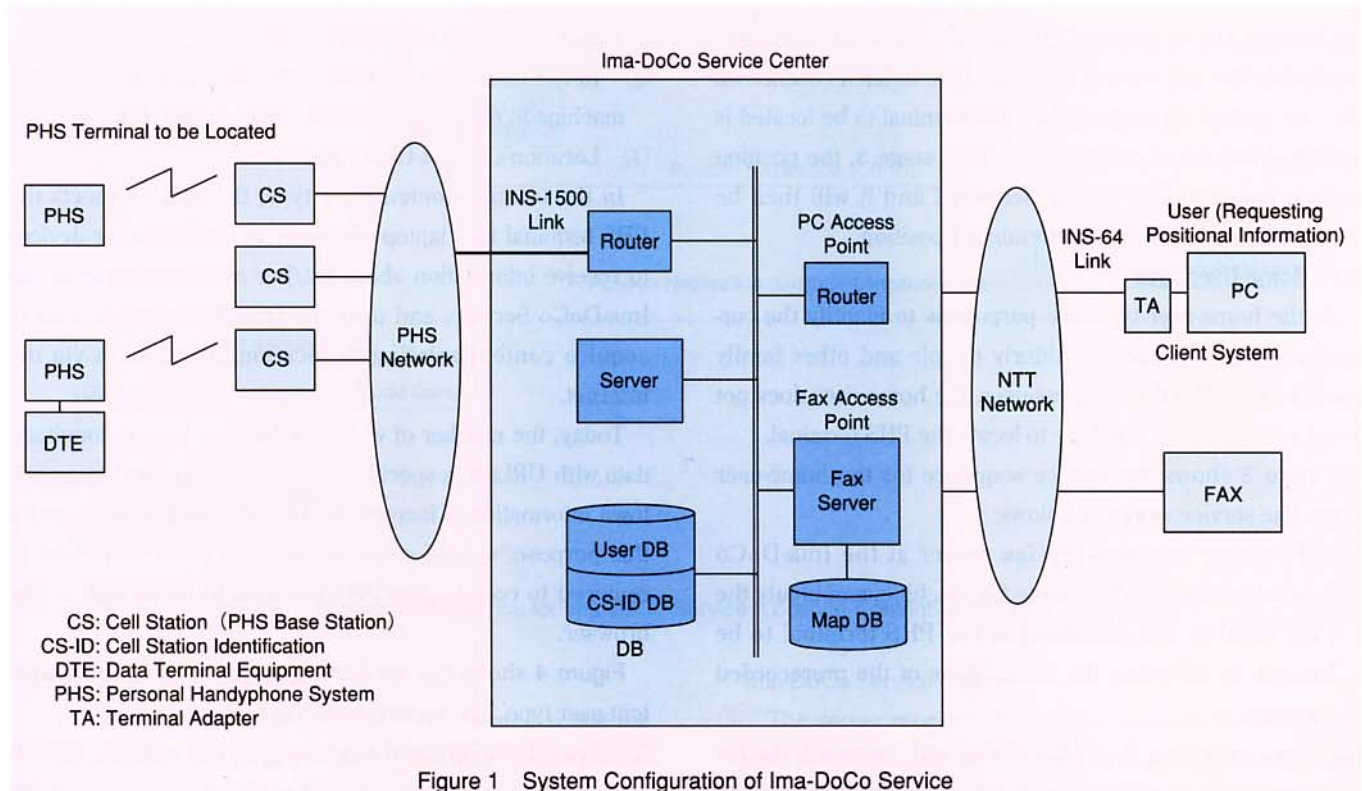 Ima-DoCo Service Center
PHS Terminal to be Located
PHS
CS
CS
PHS
CS
DTE
PHS
Network
INS-1500
Link
Router
Server
User DB
CS-ID DB
DB
PC Access
Point
Router
Fax Access
Point
Fax
Server
Map DB
NTT
Network
INS-64
Link
User (Requesting
Positional Information)
TA
PC
Client System
FAX
CS: Cell Station (PHS Base Station)
CS-ID: Cell Station Identification
DTE: Data Terminal Equipment
PHS: Personal Handyphone System
TA: Terminal Adapter
Figure 1 System Configuration of Ima-DoCo Service